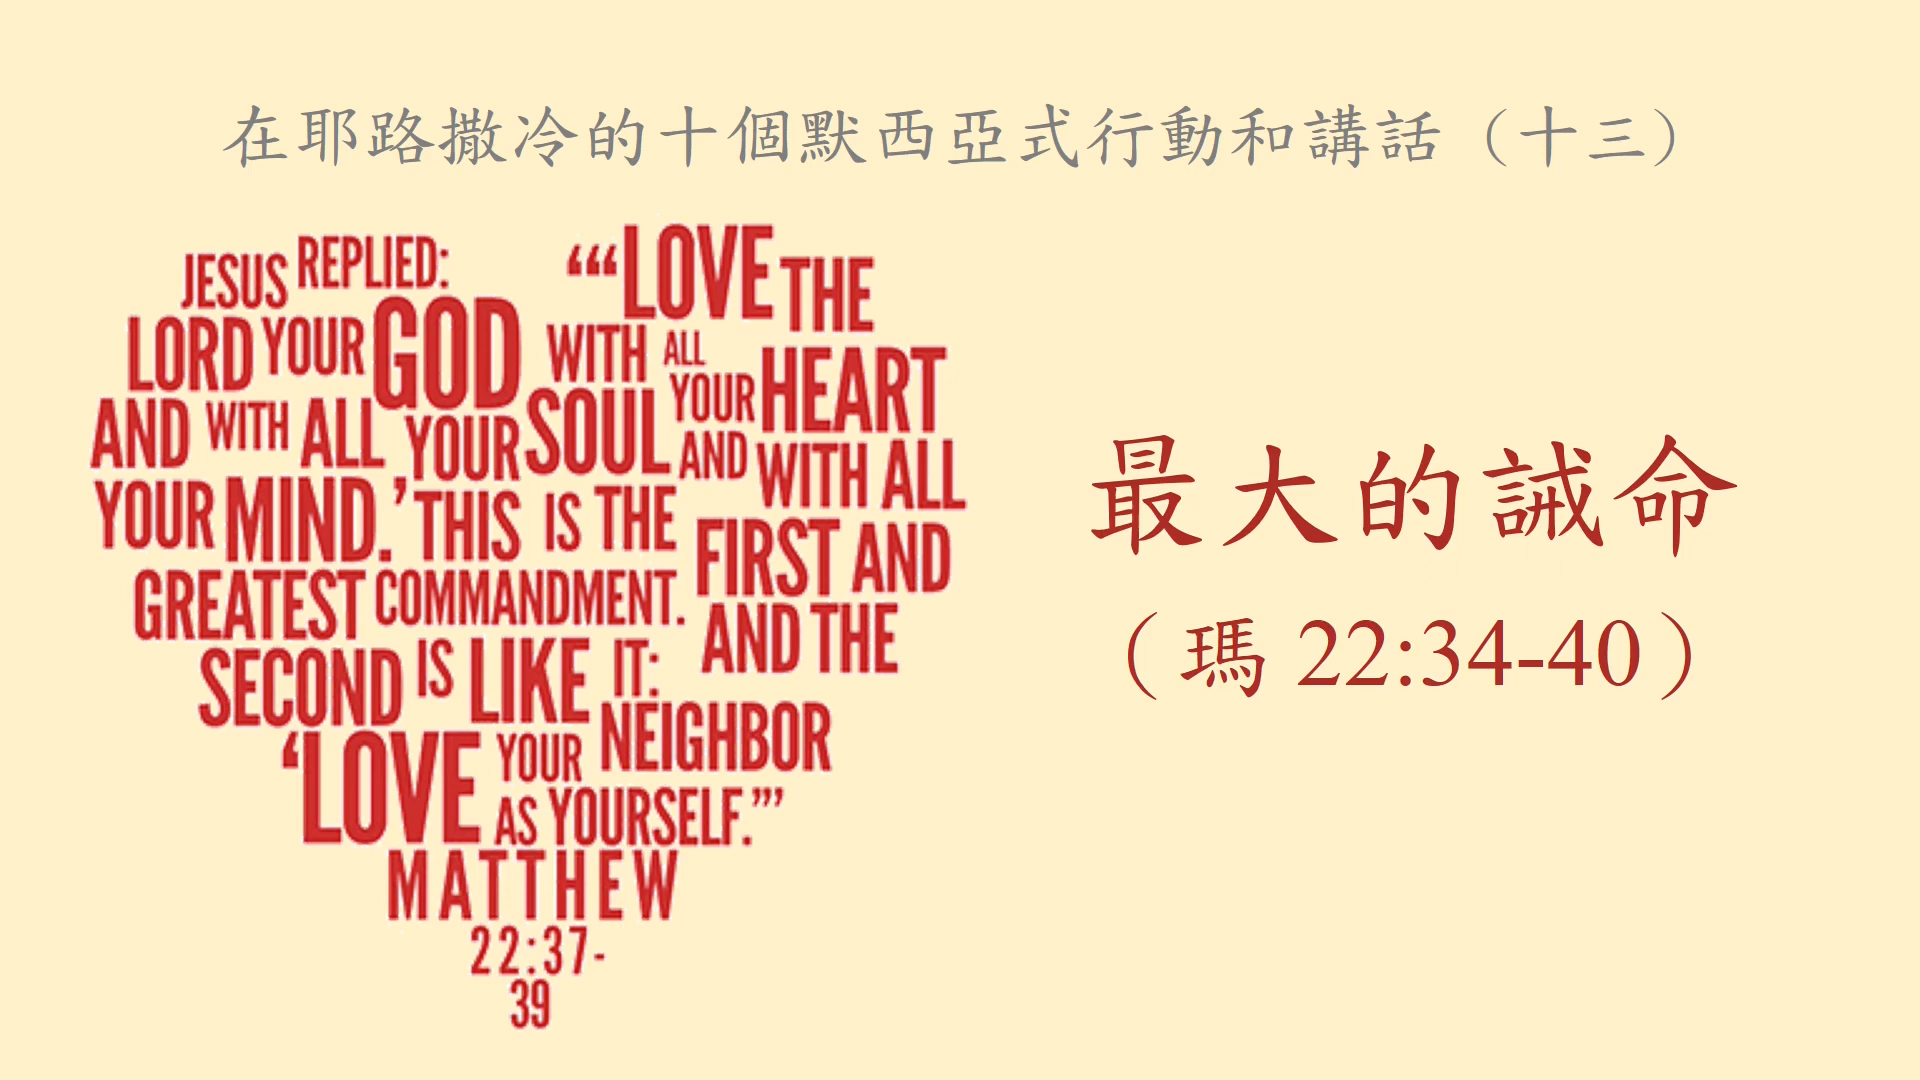 在耶路撒冷的十個默西亞式行動和講話（十三）
JESUS REPLIED: “‘“LOVE THE
LORD YOUR GOD WITH ALL YOUR HEART
AND WITH ALL YOUR SOUL AND WITH ALL
YOUR MIND.’ THIS IS THE FIRST AND
GREATEST COMMANDMENT. AND THE
SECOND IS LIKE IT:
‘LOVE YOUR NEIGHBOR
AS YOURSELF.”’
MATTHEW
22:37-
39
最大的誡命
（瑪 22:34-40）